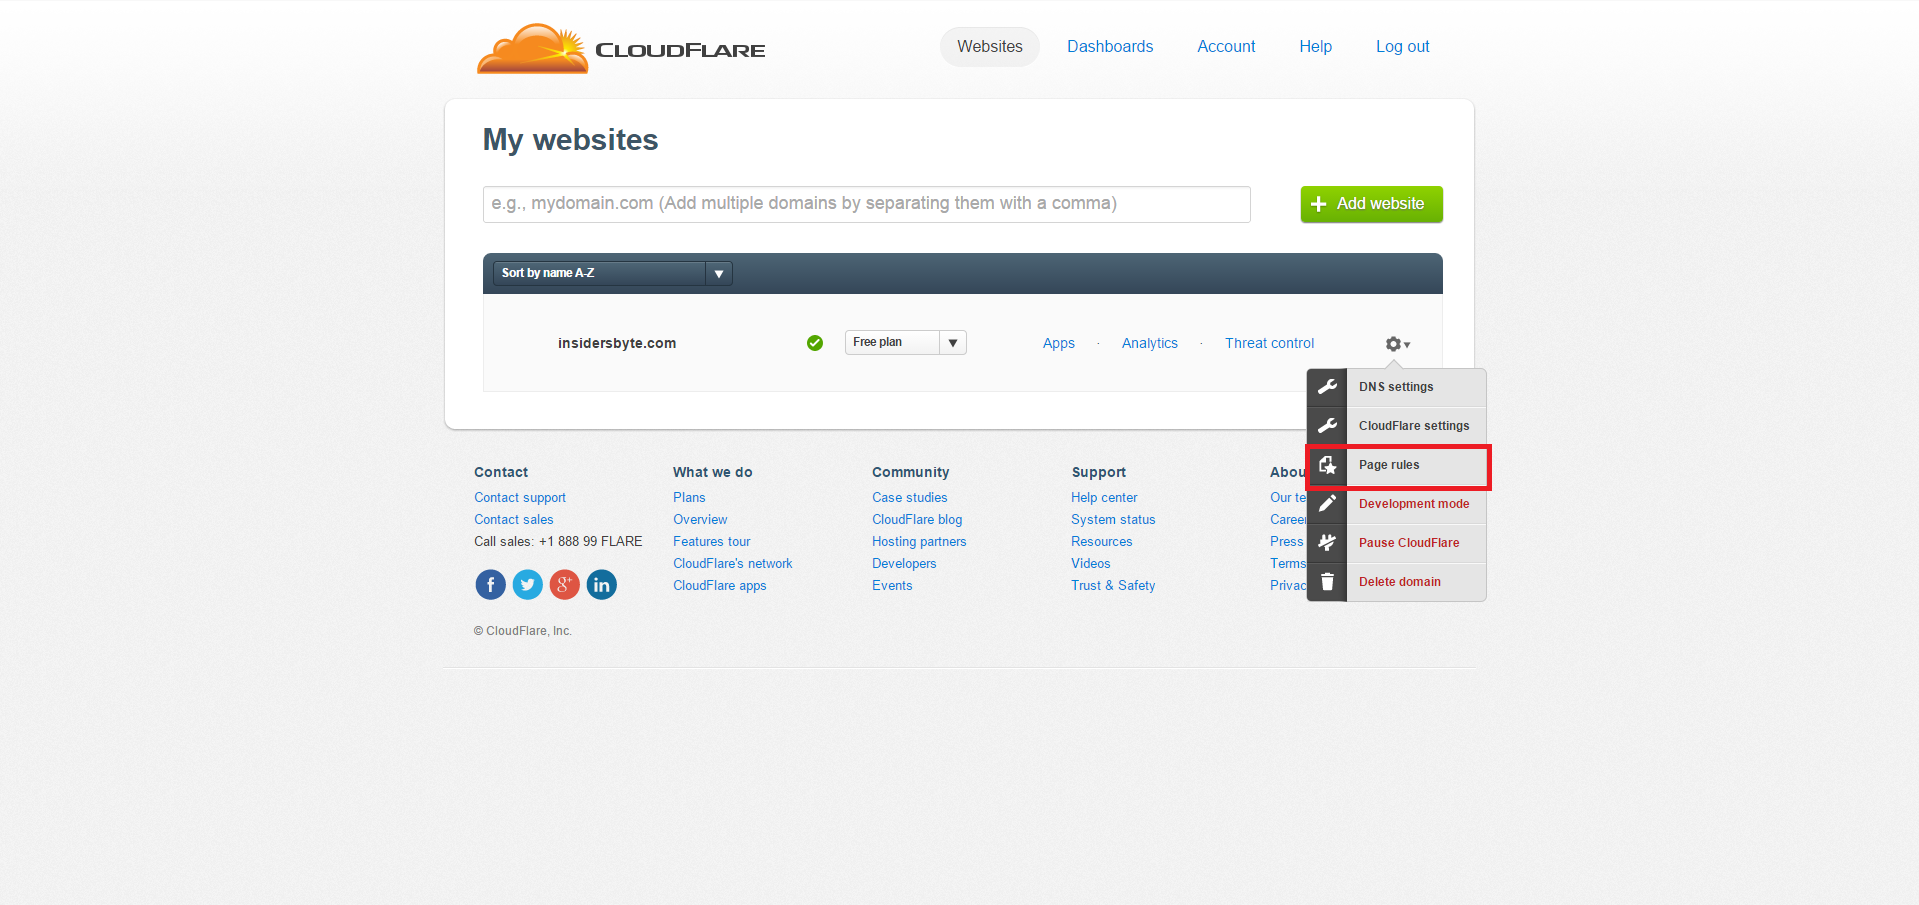 CLOUDFLARE
Websites
Dashboards
Account
Help
Log out
My websites
e.g., mydomain.com (Add multiple domains by separating them with a comma)
Add website
Sort by name A-Z
insidersbyte.com
Free plan
Apps · Analytics · Threat control
DNS settings
CloudFlare settings
Page rules
Development mode
Pause CloudFlare
Delete domain
Contact
Contact support
Contact sales
Call sales: +1 888 99 FLARE
What we do
Plans
Overview
Features tour
CloudFlare's network
CloudFlare apps
Community
Case studies
CloudFlare blog
Hosting partners
Developers
Events
Support
Help center
System status
Resources
Videos
Trust & Safety
Abou
Our te
Career
Press
Terms
Privac
f
g+
in
© CloudFlare, Inc.